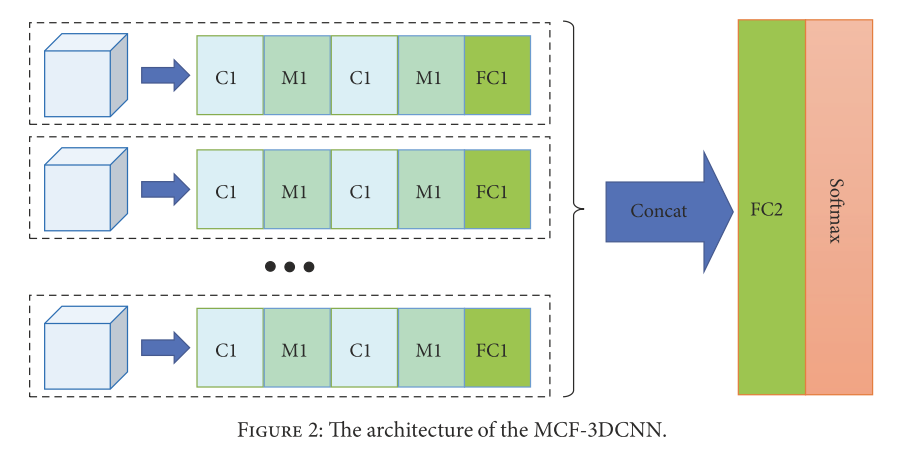 C1 M1 C1 M1 FC1
C1 M1 C1 M1 FC1
C1 M1 C1 M1 FC1
Concat
FC2
Softmax
FIGURE 2: The architecture of the MCF-3DCNN.